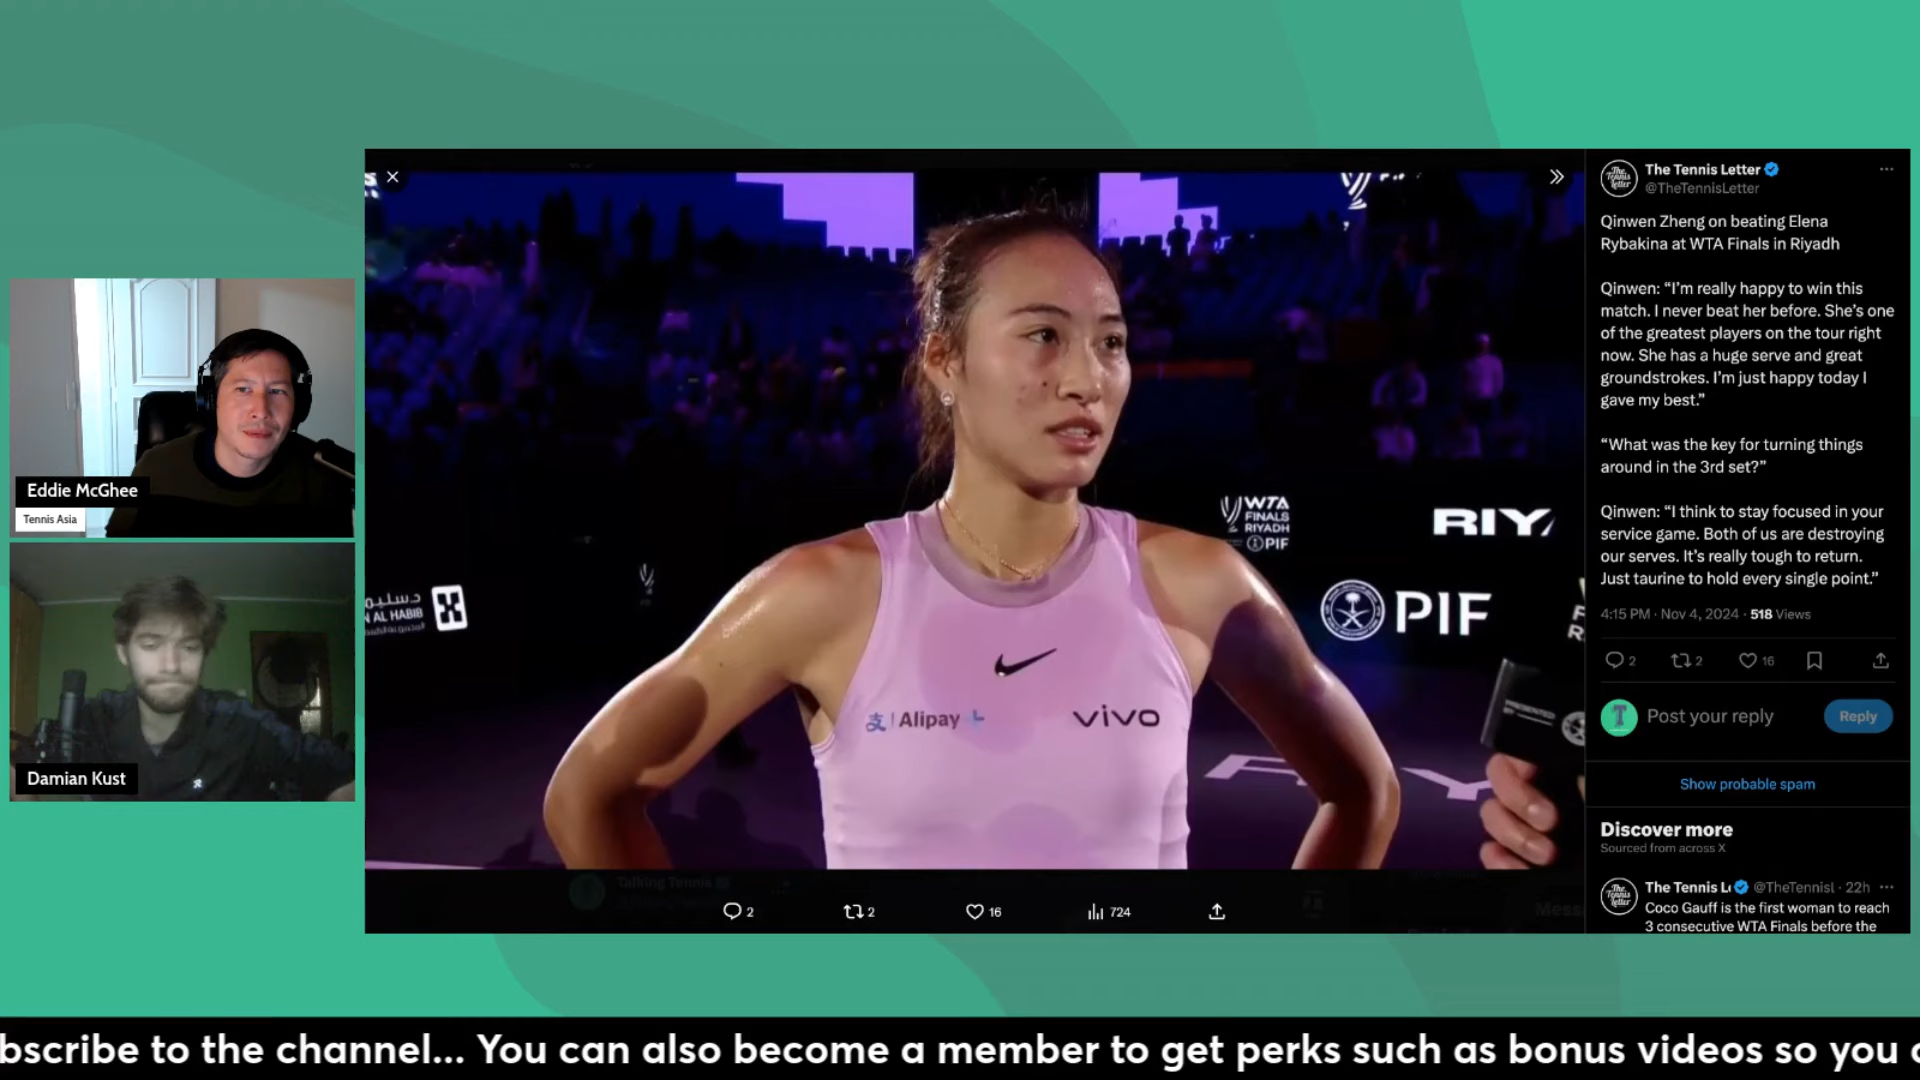 Eddie McGhee
Tennis Asia
Damian Kust
AL HABIB
WTA
FINALS
RIYADH
PIF
RIY
PIF
支 | Alipay
vivo
PRESENTED
BY
2
2
16
724
Talking Tennis
The Tennis Letter
@TheTennisLetter
Qinwen Zheng on beating Elena
Rybakina at WTA Finals in Riyadh
Qinwen: “I’m really happy to win this
match. I never beat her before. She’s one
of the greatest players on the tour right
now. She has a huge serve and great
groundstrokes. I’m just happy today I
gave my best.”
“What was the key for turning things
around in the 3rd set?”
Qinwen: “I think to stay focused in your
service game. Both of us are destroying
our serves. It’s really tough to return.
Just taurine to hold every single point.”
4:15 PM · Nov 4, 2024 · 518 Views
2
2
16
Post your reply
Reply
Show probable spam
Discover more
Sourced from across X
The Tennis L @TheTennisl · 22h
Coco Gauff is the first woman to reach
3 consecutive WTA Finals before the
bscribe to the channel... You can also become a member to get perks such as bonus videos so you c